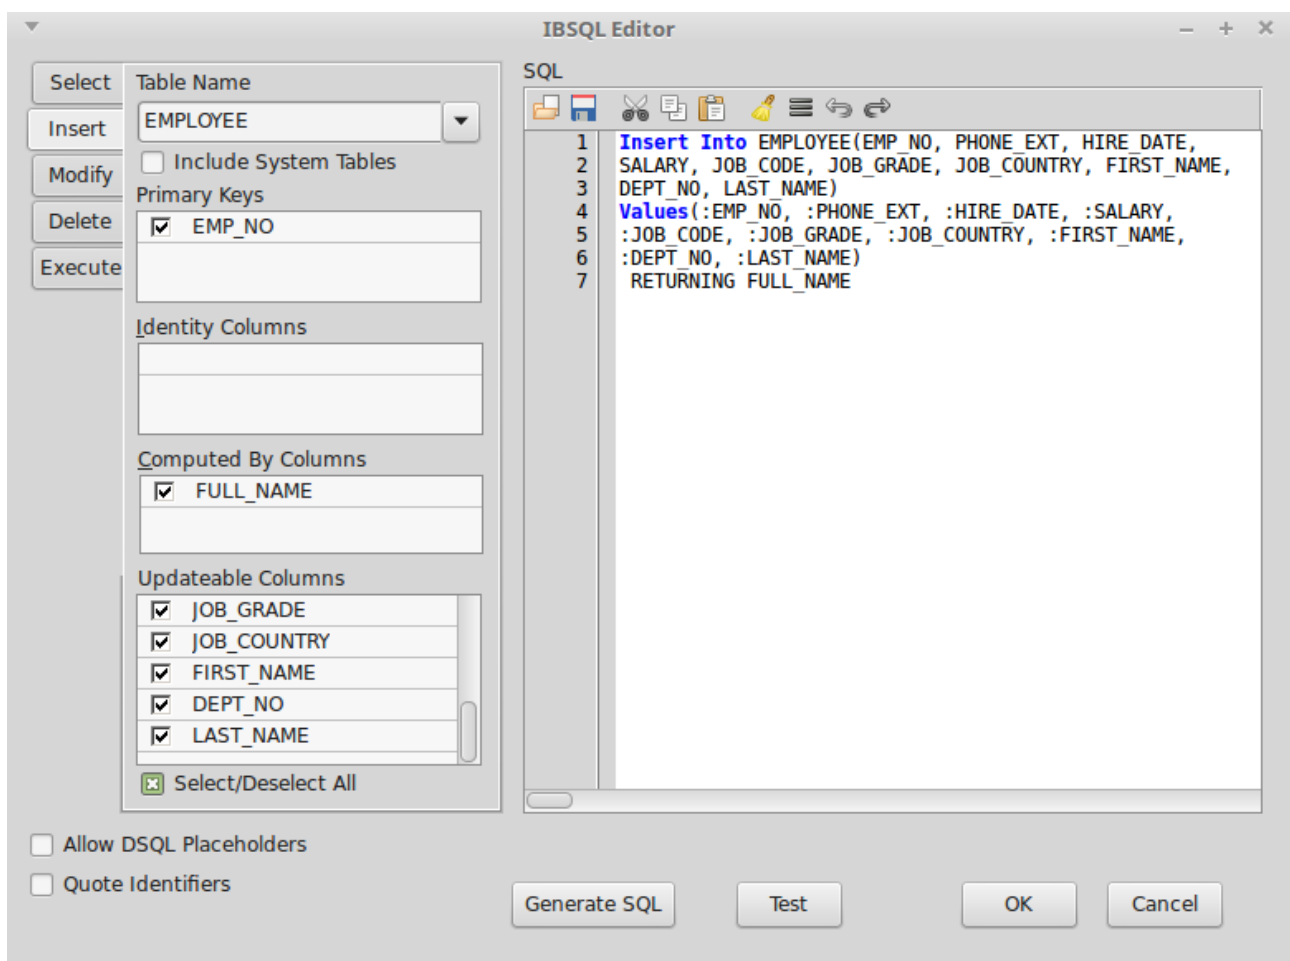 IBSQL Editor
Select
Insert
Modify
Delete
Execute
Table Name
EMPLOYEE
Include System Tables
Primary Keys
EMP_NO
Identity Columns
Computed By Columns
FULL_NAME
Updateable Columns
JOB_GRADE
JOB_COUNTRY
FIRST_NAME
DEPT_NO
LAST_NAME
Select/Deselect All
SQL
1 Insert Into EMPLOYEE(EMP_NO, PHONE_EXT, HIRE_DATE,
2 SALARY, JOB_CODE, JOB_GRADE, JOB_COUNTRY, FIRST_NAME,
3 DEPT_NO, LAST_NAME)
4 Values(:EMP_NO, :PHONE_EXT, :HIRE_DATE, :SALARY,
5 :JOB_CODE, :JOB_GRADE, :JOB_COUNTRY, :FIRST_NAME,
6 :DEPT_NO, :LAST_NAME)
7 RETURNING FULL_NAME
Allow DSQL Placeholders
Quote Identifiers
Generate SQL
Test
OK
Cancel